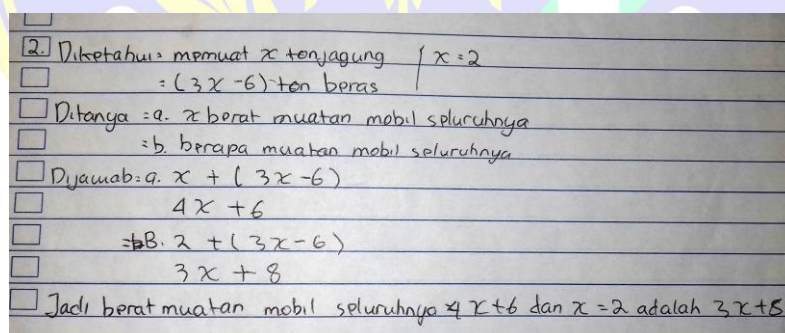 2. Diketahui = memuat x ton jagung / x = 2
= (3x - 6) ton beras
Ditanya = a. x berat muatan mobil seluruhnya
= b. berapa muatan mobil seluruhnya
Dijawab = a. x + (3x - 6)
4x + 6
= B. 2 + (3x - 6)
3x + 8
Jadi berat muatan mobil seluruhnya 4x+6 dan x = 2 adalah 3x+8